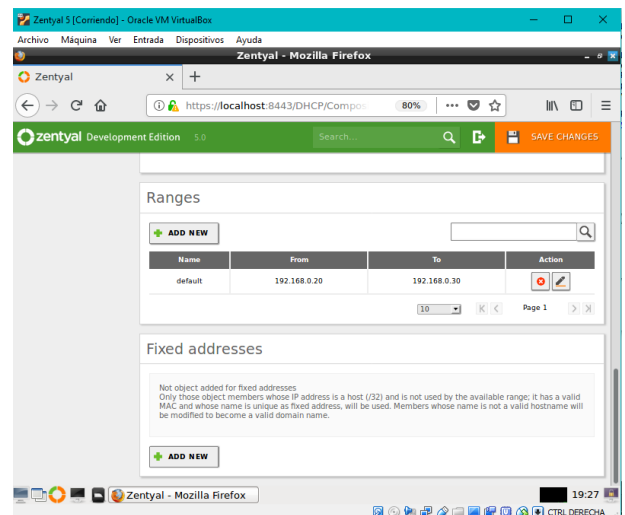 Zentyal 5 [Corriendo] - Oracle VM VirtualBox
Archivo Máquina Ver Entrada Dispositivos Ayuda
Zentyal - Mozilla Firefox
Zentyal
https://localhost:8443/DHCP/Compos 80%
zentyal Development Edition 5.0 Search... SAVE CHANGES
Ranges
ADD NEW
Name From To Action
default 192.168.0.20 192.168.0.30
10 Page 1
Fixed addresses
Not object added for fixed addresses
Only those object members whose IP address is a host (/32) and is not used by the available range; it has a valid
MAC and whose name is unique as fixed address, will be used. Members whose name is not a valid hostname will
be modified to become a valid domain name.
ADD NEW
Zentyal - Mozilla Firefox 19:27
CTRL DERECHA